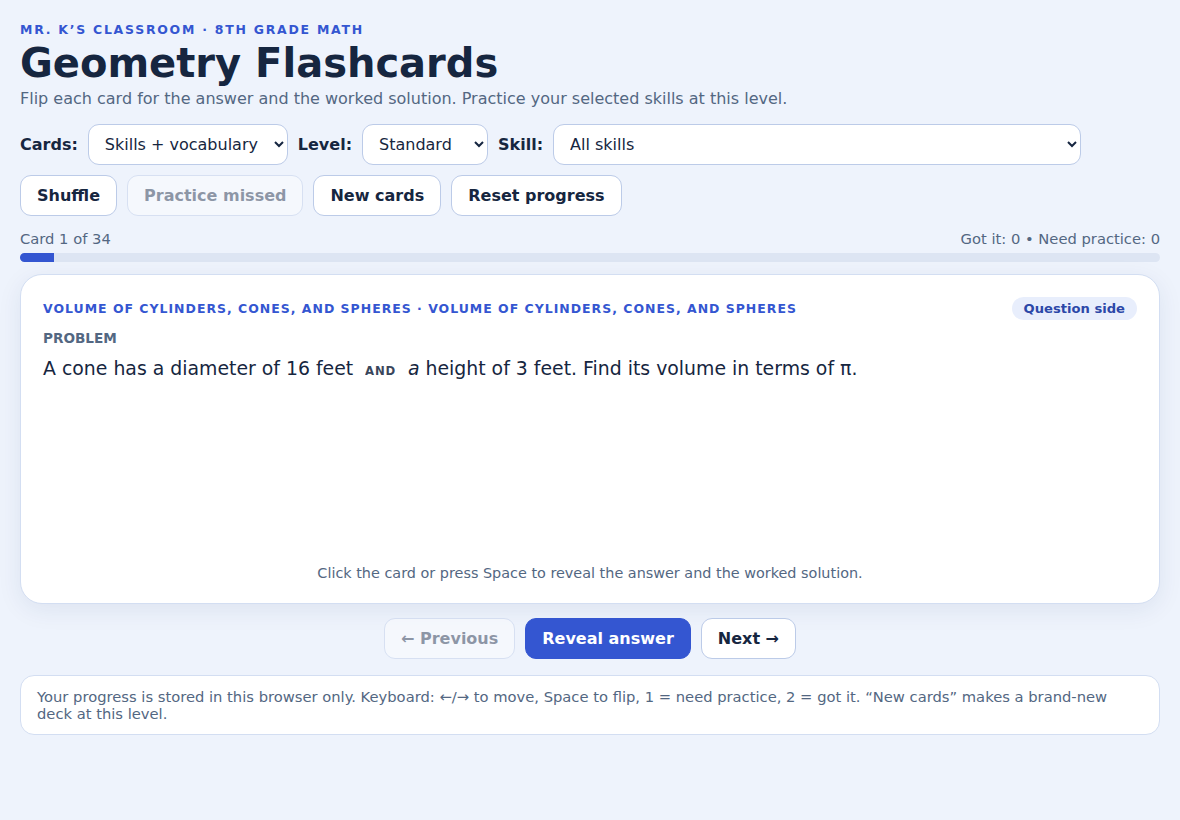 MR. K’S CLASSROOM · 8TH GRADE MATH
Geometry Flashcards
Flip each card for the answer and the worked solution. Practice your selected skills at this level.
Cards: Skills + vocabulary Level: Standard Skill: All skills
Shuffle Practice missed New cards Reset progress
Card 1 of 34 Got it: 0 • Need practice: 0
VOLUME OF CYLINDERS, CONES, AND SPHERES · VOLUME OF CYLINDERS, CONES, AND SPHERES Question side
PROBLEM
A cone has a diameter of 16 feet AND a height of 3 feet. Find its volume in terms of π.
Click the card or press Space to reveal the answer and the worked solution.
← Previous Reveal answer Next →
Your progress is stored in this browser only. Keyboard: ←/→ to move, Space to flip, 1 = need practice, 2 = got it. “New cards” makes a brand-new
deck at this level.